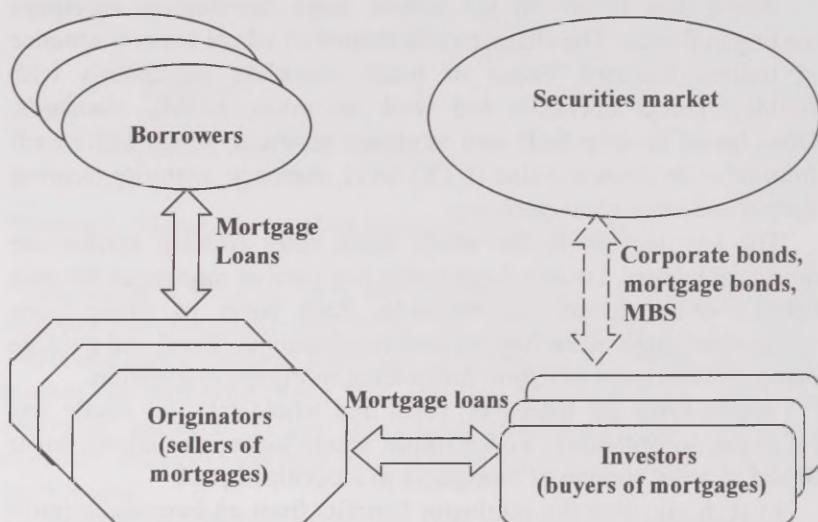 Borrowers
Securities market
Mortgage
Loans
Corporate bonds,
mortgage bonds,
MBS
Originators
(sellers of
mortgages)
Mortgage loans
Investors
(buyers of mortgages)